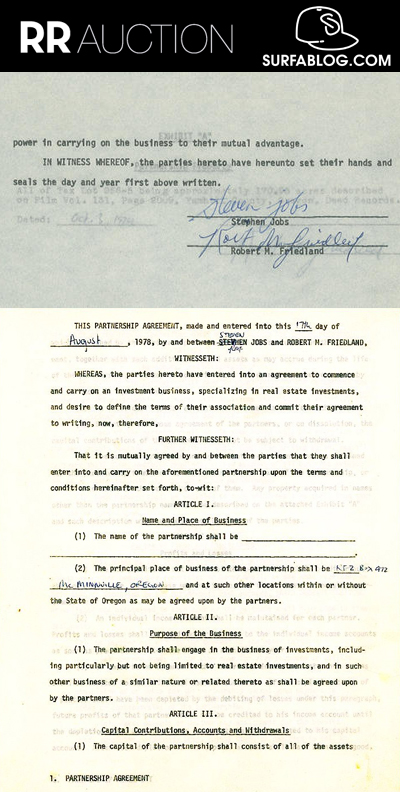 RR AUCTION
S
SURFABLOG.COM
power in carrying on the business to their mutual advantage.
IN WITNESS WHEREOF, the parties hereto have hereunto set their hands and
seals the day and year first above written.
Steven Jobs
Stephen Jobs
Robt M. Friedland
Robert M. Friedland
THIS PARTNERSHIP AGREEMENT, made and entered into this 17th day of
August, 1978, by and between STEPHEN STEVEN JOBS and ROBERT M. FRIEDLAND,
WITNESSETH:
WHEREAS, the parties hereto have entered into an agreement to commence
and carry on an investment business, specializing in real estate investments,
and desire to define the terms of their association and commit their agreement
to writing, now, therefore,
FURTHER WITNESSETH:
That it is mutually agreed by and between the parties that they shall
enter into and carry on the aforementioned partnership upon the terms and
conditions hereinafter set forth, to-wit:
ARTICLE I.
Name and Place of Business
(1) The name of the partnership shall be
(2) The principal place of business of the partnership shall be
McMinnville, OREGON and at such other locations within or without
the State of Oregon as may be agreed upon by the partners.
ARTICLE II.
Purpose of the Business
(1) The partnership shall engage in the business of investments, includ-
ing particularly but not being limited to real estate investments, and in such
other business of a similar nature or related thereto as shall be agreed upon
by the partners.
ARTICLE III.
Capital Contributions, Accounts and Withdrawals
(1) The capital of the partnership shall consist of all of the assets
1. PARTNERSHIP AGREEMENT